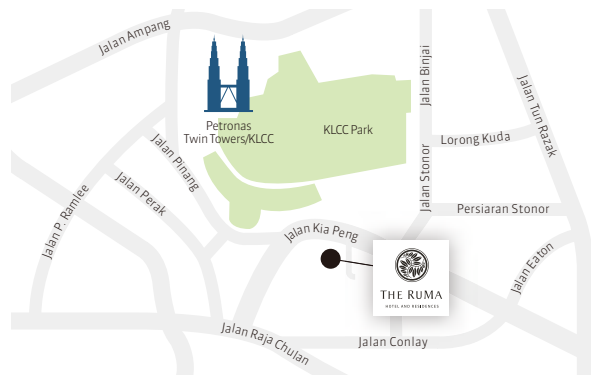 Jalan Ampang
Petronas
Twin Towers/KLCC
KLCC Park
Jalan Binjai
Jalan Tun Razak
Lorong Kuda
Jalan Pinang
Jalan Perak
Jalan P. Ramlee
Jalan Stonor
Persiaran Stonor
Jalan Kia Peng
Jalan Eaton
THE RUMA
HOTEL AND RESIDENCES
Jalan Raja Chulan
Jalan Conlay